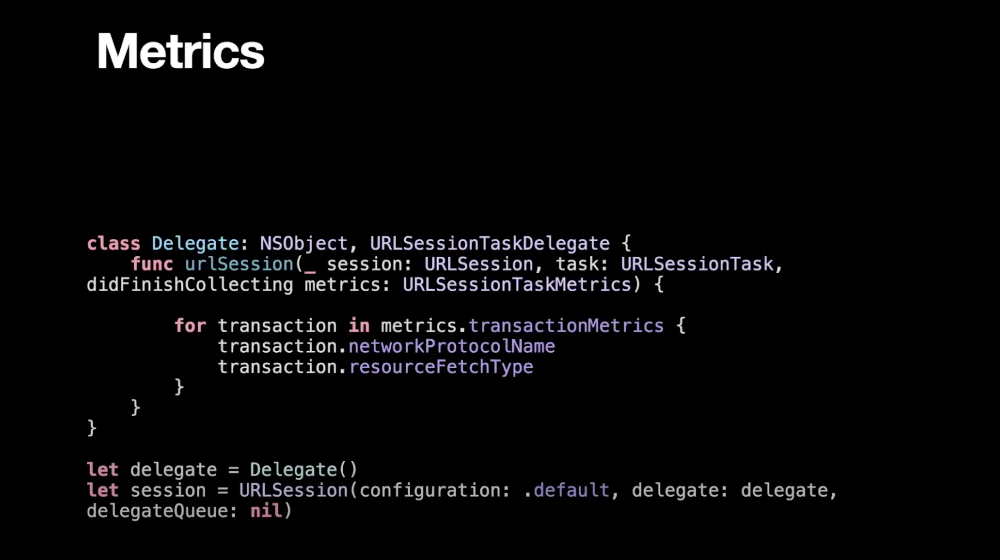 Metrics
class Delegate: NSObject, URLSessionTaskDelegate {
    func urlSession(_ session: URLSession, task: URLSessionTask,
didFinishCollecting metrics: URLSessionTaskMetrics) {
        for transaction in metrics.transactionMetrics {
            transaction.networkProtocolName
            transaction.resourceFetchType
        }
    }
}
let delegate = Delegate()
let session = URLSession(configuration: .default, delegate: delegate,
delegateQueue: nil)